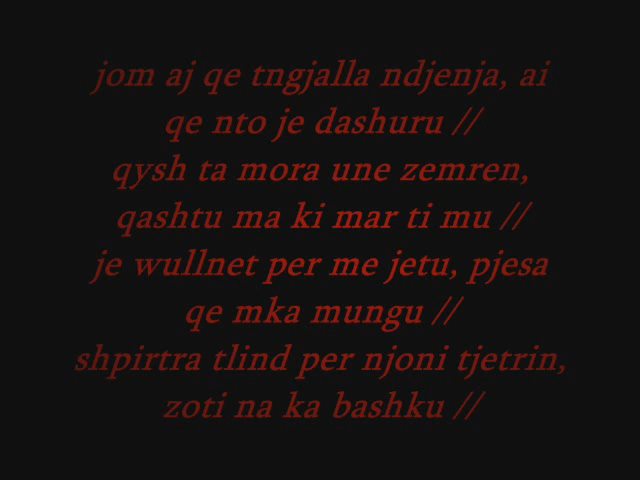 jom aj qe tngjalla ndjenja, ai
qe nto je dashuru //
qysh ta mora une zemren,
qashtu ma ki mar ti mu //
je wullnet per me jetu, pjesa
qe mka mungu //
shpirtra tlind per njoni tjetrin,
zoti na ka bashku //